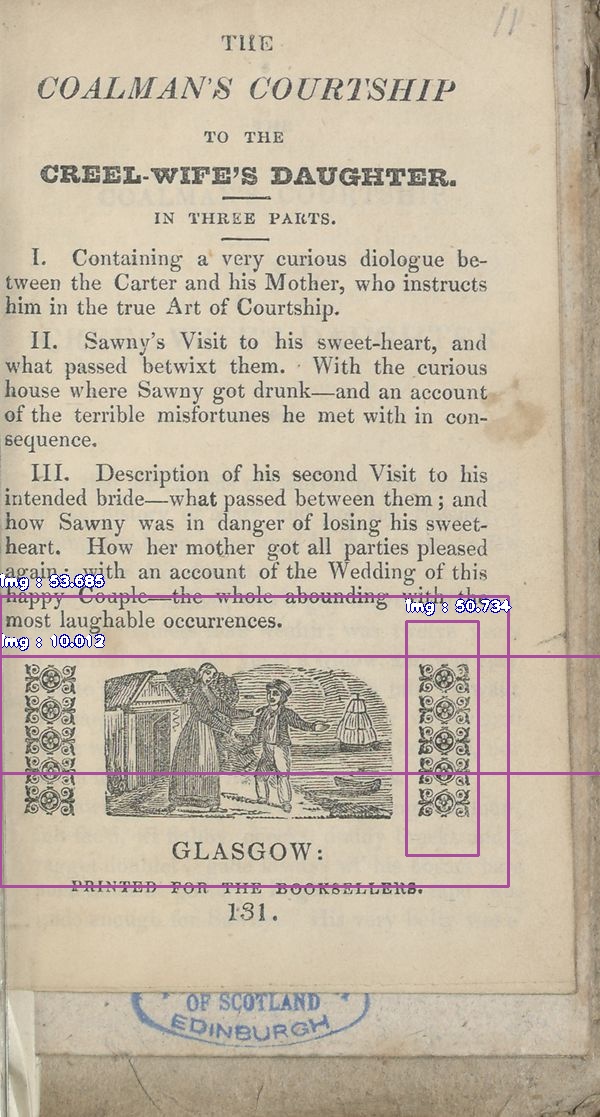 11.
THE
COALMAN'S COURTSHIP
TO THE
CREEL-WIFE'S DAUGHTER.
IN THREE PARTS.
I. Containing a very curious diologue be-
tween the Carter and his Mother, who instructs
him in the true Art of Courtship.
II. Sawny's Visit to his sweet-heart, and
what passed betwixt them. With the curious
house where Sawny got drunk—and an account
of the terrible misfortunes he met with in con-
sequence.
III. Description of his second Visit to his
intended bride—what passed between them; and
how Sawny was in danger of losing his sweet-
heart. How her mother got all parties pleased
again; with an account of the Wedding of this
img : 53.685
happy Couple—the whole abounding with the
img : 50.734
most laughable occurrences.
img : 10.012
GLASGOW:
PRINTED FOR THE BOOKSELLERS.
131.
OF SCOTLAND
EDINBURGH